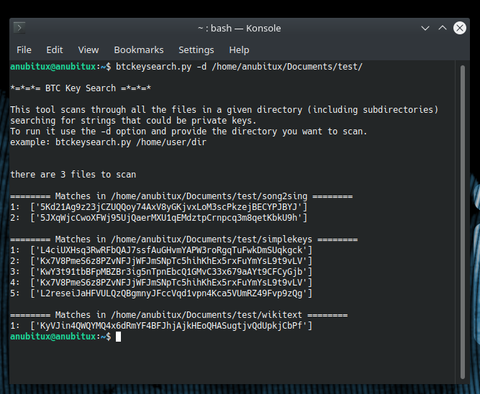 ~ : bash — Konsole
File Edit View Bookmarks Settings Help
anubitux@anubitux:~$ btckeysearch.py -d /home/anubitux/Documents/test/
*=*=*= BTC Key Search =*=*=*
This tool scans through all the files in a given directory (including subdirectories)
searching for strings that could be private keys.
To run it use the -d option and provide the directory you want to scan.
example: btckeysearch.py /home/user/dir
there are 3 files to scan
======== Matches in /home/anubitux/Documents/test/song2sing ========
1: ['5Kd21Ag9z23jCZUQQoy74AxV8yGKjvxLoM3scPkzejBECYPJBYJ']
2: ['5JXqWjcCwoXFWj95UjQaerMXU1qEMdztpCrnpcq3m8qetKbkU9h']
======== Matches in /home/anubitux/Documents/test/simplekeys ========
1: ['L4ciUXHsq3RwRFbQAJ7ssfAuGHvmYAPW3roRgqTuFwkDmSUqkgck']
2: ['Kx7V8PmeS6z8PZvNFJjWFJmSNpTc5hihKhEx5rxFuYmYsL9t9vLV']
3: ['KwY3t91tbBFpMBZBr3ig5nTpnEbcQ1GMvC33x679aAYt9CFCyGjb']
4: ['Kx7V8PmeS6z8PZvNFJjWFJmSNpTc5hihKhEx5rxFuYmYsL9t9vLV']
5: ['L2reseiJaHFVULQzQBgmnyJFccVqd1vpn4Kca5VUmRZ49Fvp9zQg']
======== Matches in /home/anubitux/Documents/test/wikitext ========
1: ['KyVJin4QWQYMQ4x6dRmYF4BFJhjAjkHEoQHASugtjvQdUpkjCbPf']
anubitux@anubitux:~$